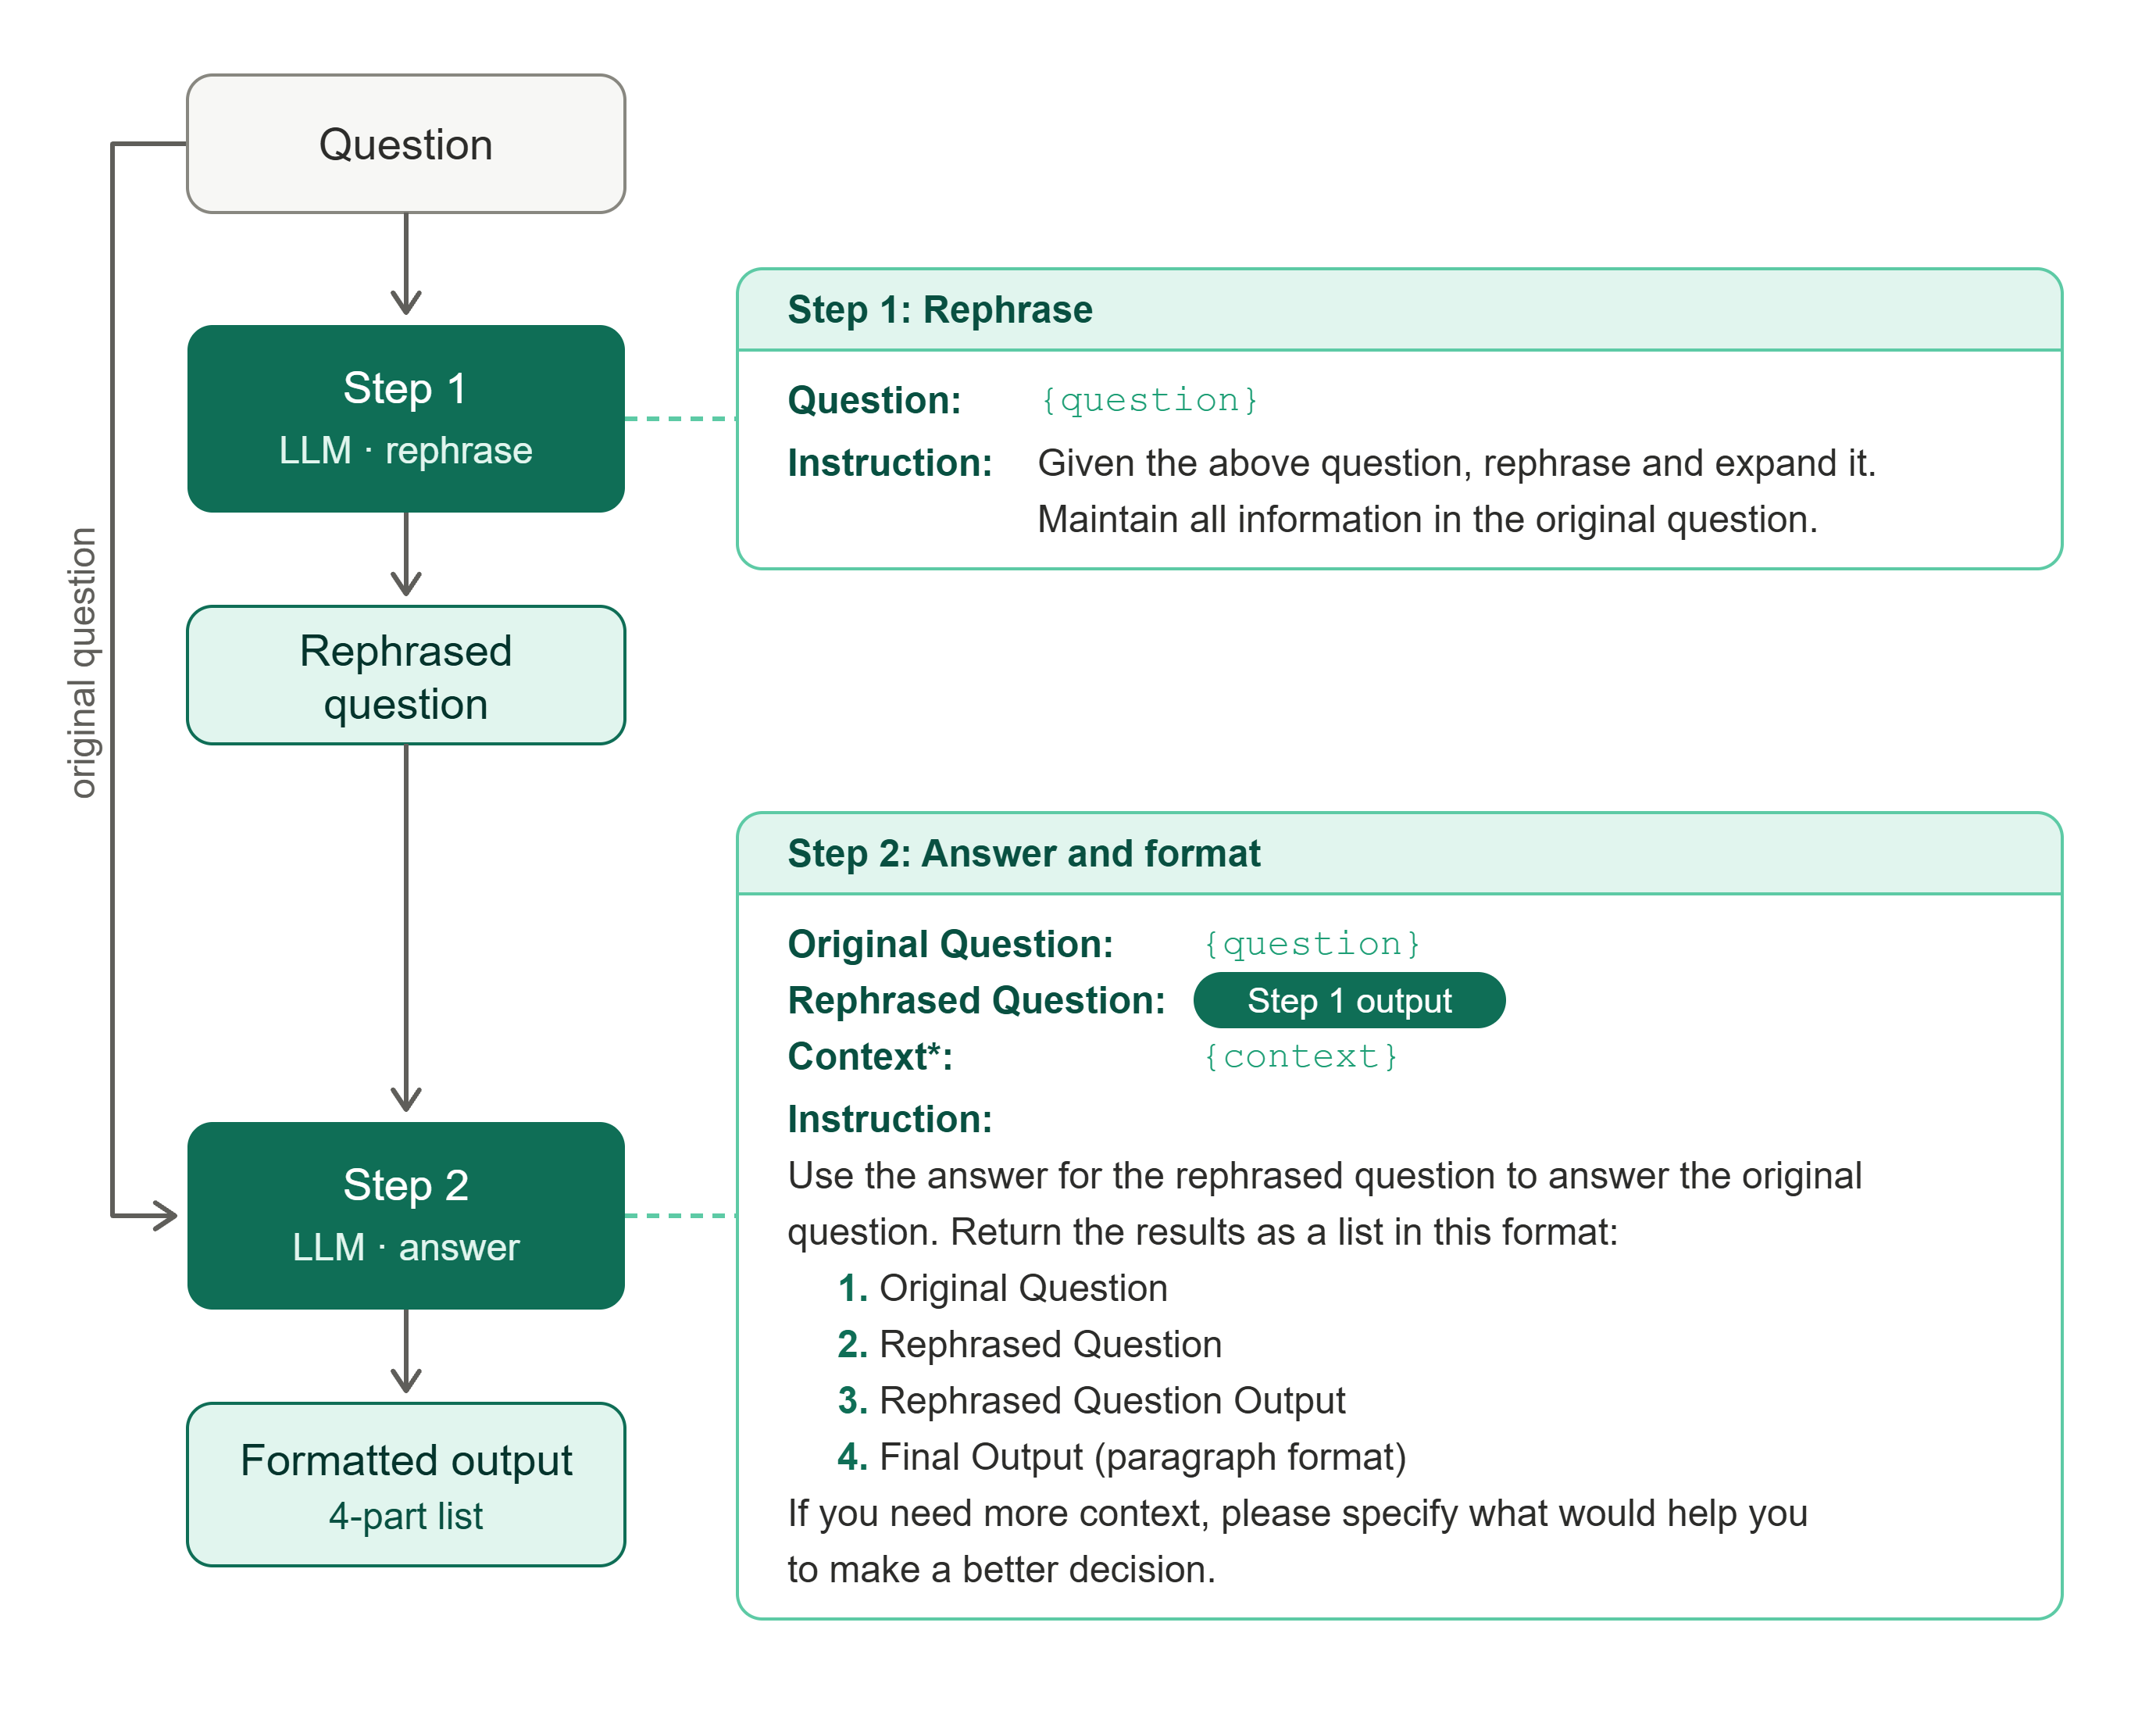 Question
Step 1
LLM · rephrase
original question
Rephrased
question
Step 2
LLM · answer
Formatted output
4-part list
Step 1: Rephrase
Question: {question}
Instruction: Given the above question, rephrase and expand it.
Maintain all information in the original question.
Step 2: Answer and format
Original Question: {question}
Rephrased Question: Step 1 output
Context*: {context}
Instruction:
Use the answer for the rephrased question to answer the original
question. Return the results as a list in this format:
1. Original Question
2. Rephrased Question
3. Rephrased Question Output
4. Final Output (paragraph format)
If you need more context, please specify what would help you
to make a better decision.